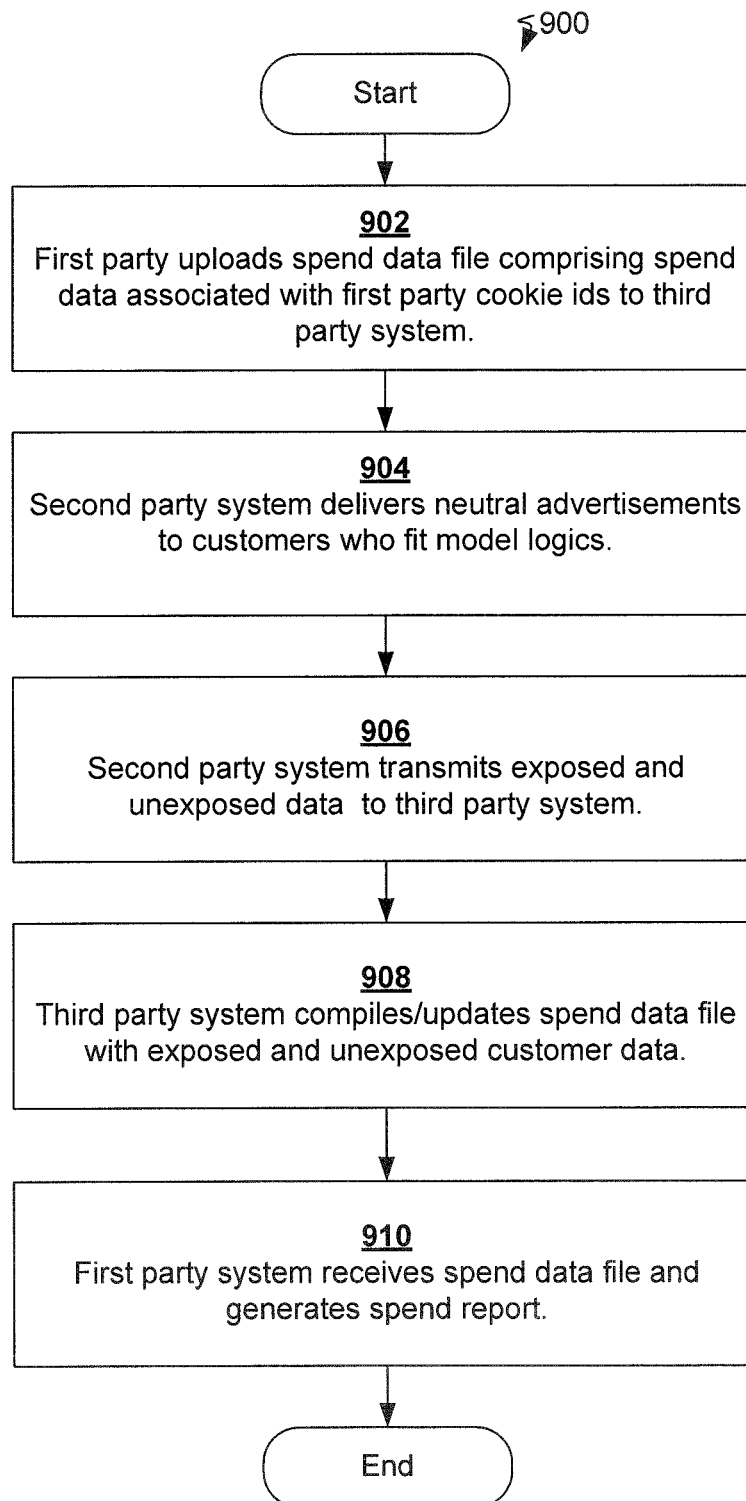 900
Start
902
First party uploads spend data file comprising spend
data associated with first party cookie ids to third
party system.
904
Second party system delivers neutral advertisements
to customers who fit model logics.
906
Second party system transmits exposed and
unexposed data to third party system.
908
Third party system compiles/updates spend data file
with exposed and unexposed customer data.
910
First party system receives spend data file and
generates spend report.
End